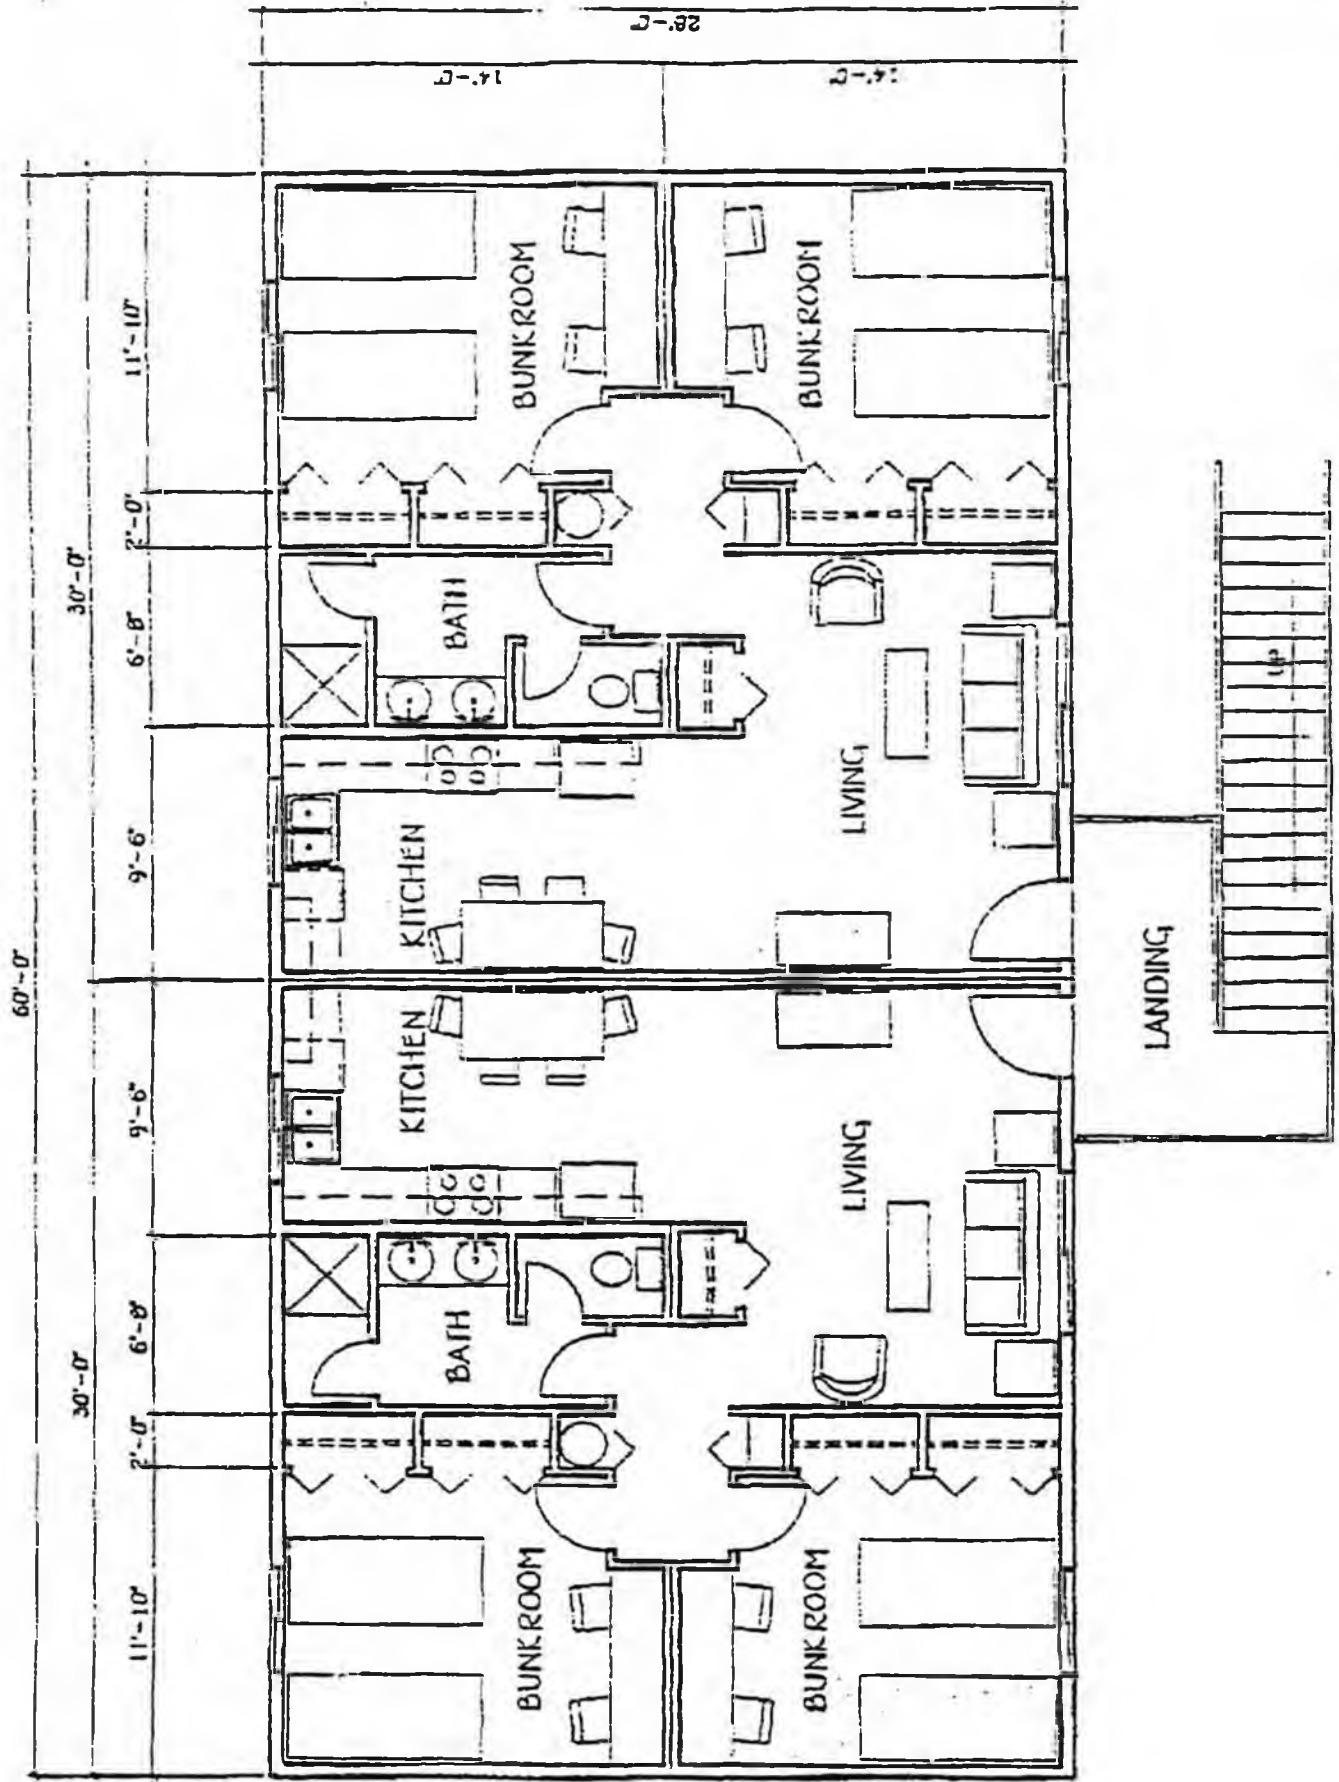 28'-0"
14'-0"
14'-0"
60'-0"
30'-0"
30'-0"
11'-10"
2'-0"
6'-8"
9'-6"
9'-6"
6'-8"
2'-0"
11'-10"
BUNKROOM
BUNKROOM
BATH
KITCHEN
LIVING
UP
LANDING
KITCHEN
LIVING
BATH
BUNKROOM
BUNKROOM